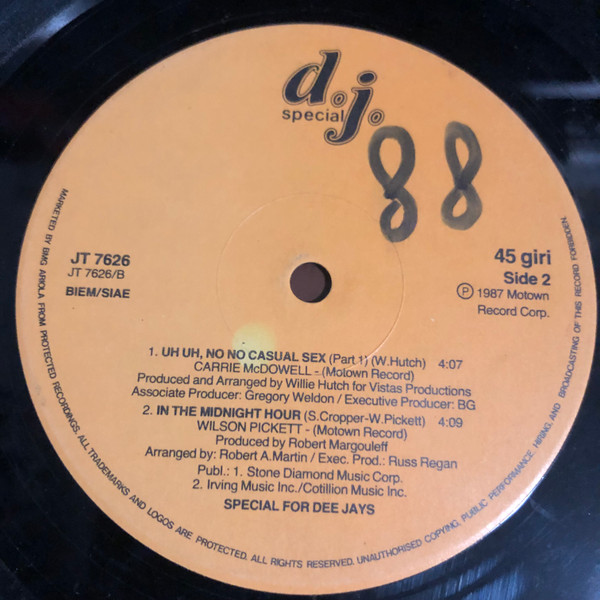 d.j.
special
88
JT 7626
JT 7626/B
BIEM/SIAE
45 giri
Side 2
Ⓟ 1987 Motown
Record Corp.
1. UH UH, NO NO CASUAL SEX (Part 1) (W.Hutch) 4:07
CARRIE McDOWELL - (Motown Record)
Produced and Arranged by Willie Hutch for Vistas Productions
Associate Producer: Gregory Weldon / Executive Producer: BG
2. IN THE MIDNIGHT HOUR (S.Cropper-W.Pickett) 4:09
WILSON PICKETT - (Motown Record)
Produced by Robert Margouleff
Arranged by: Robert A.Martin / Exec. Prod.: Russ Regan
Publ.: 1. Stone Diamond Music Corp.
2. Irving Music Inc./Cotillion Music Inc.
SPECIAL FOR DEE JAYS
MARKETED BY BMG ARIOLA FROM PROTECTED RECORDINGS. ALL TRADEMARKS AND LOGOS ARE PROTECTED. ALL RIGHTS RESERVED. UNAUTHORISED COPYING, PUBLIC PERFORMANCE, HIRING, AND BROADCASTING OF THIS RECORD FORBIDDEN.